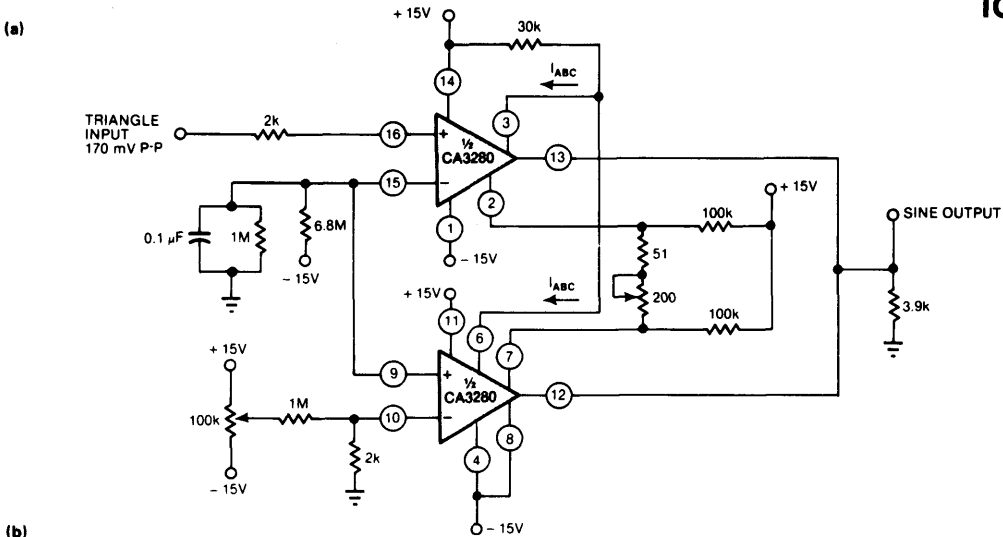 IC
(a)
+ 15V
30k
I_ABC
14
3
TRIANGLE
INPUT
170 mV P-P
2k
16
+
½
CA3280
13
15
−
2
+ 15V
SINE OUTPUT
0.1 µF
1M
6.8M
1
100k
51
− 15V
− 15V
+ 15V
I_ABC
200
11
6
7
100k
3.9k
+ 15V
9
+
½
CA3280
12
100k
1M
10
−
8
4
2k
− 15V
− 15V
(b)